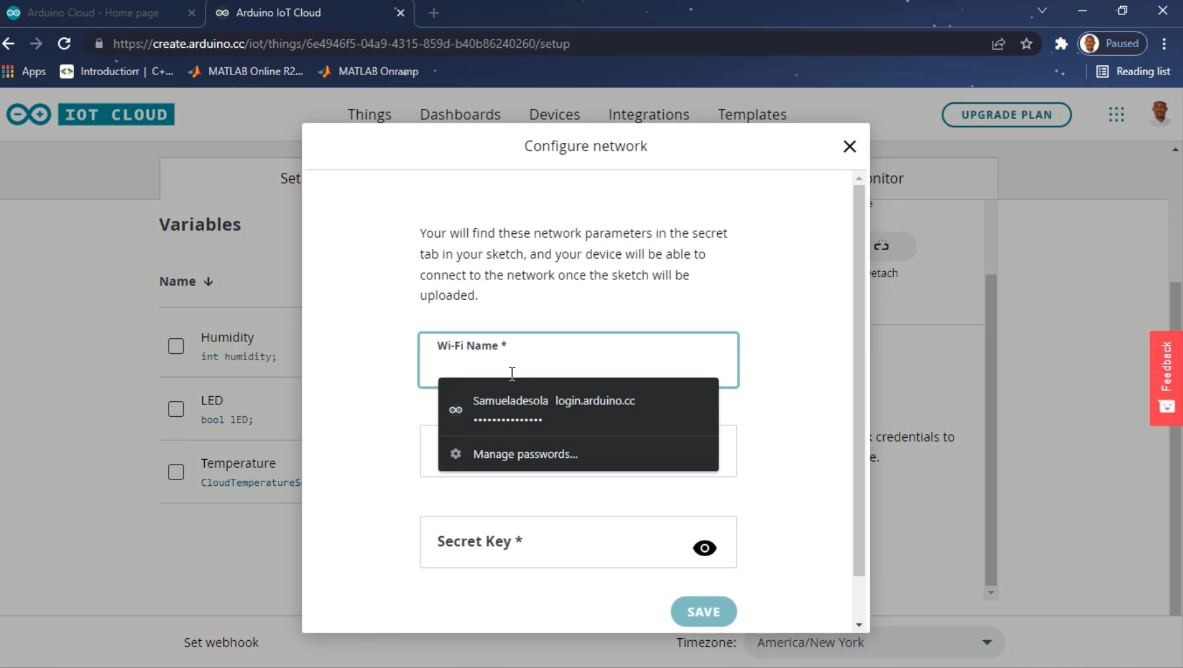 Arduino Cloud - Home page
Arduino IoT Cloud
https://create.arduino.cc/iot/things/6e4946f5-04a9-4315-859d-b40b86240260/setup
Paused
Apps
Introduction | C+...
MATLAB Online R2...
MATLAB Onramp
Reading list
IOT CLOUD
Things
Dashboards
Devices
Integrations
Templates
UPGRADE PLAN
Configure network
Set
onitor
Variables
Your will find these network parameters in the secret
tab in your sketch, and your device will be able to
connect to the network once the sketch will be
uploaded.
etach
Name
Wi-Fi Name *
Humidity
int humidity;
Samueladesola login.arduino.cc
•••••••••••••••
Manage passwords...
LED
bool lED;
k credentials to
e.
Temperature
CloudTemperatureS
Secret Key *
SAVE
Feedback
Set webhook
Timezone:
America/New York